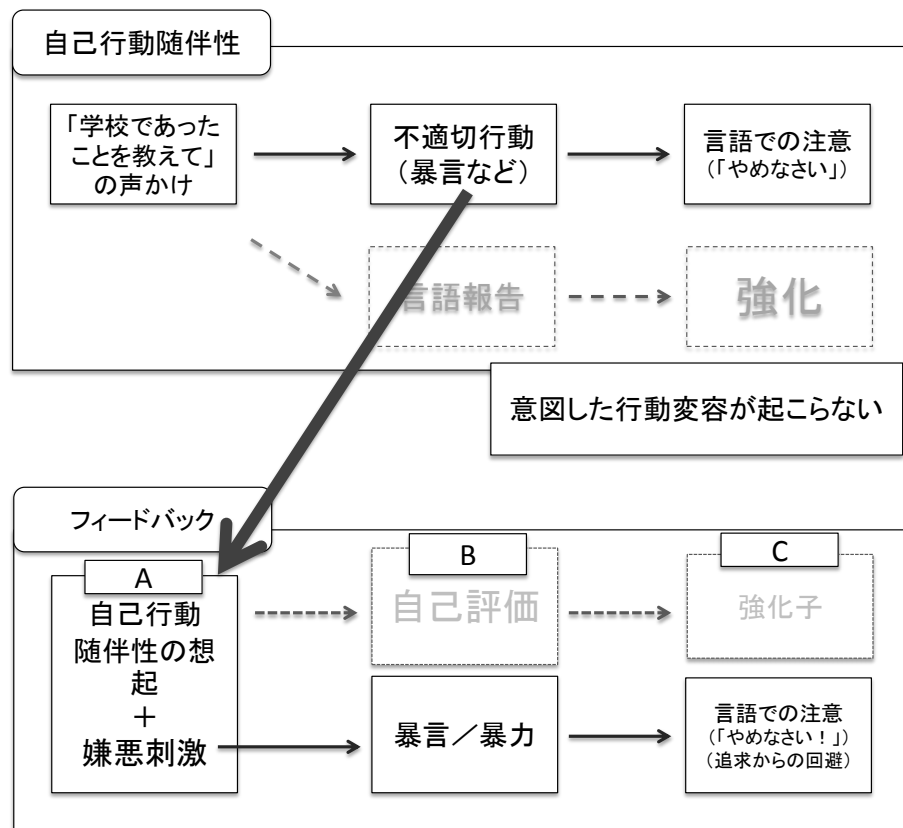 自己行動随伴性
「学校であった
ことを教えて」
の声かけ
不適切行動
（暴言など）
言語での注意
（「やめなさい」）
言語報告
強化
意図した行動変容が起こらない
フィードバック
A
自己行動
随伴性の想
起
＋
嫌悪刺激
B
自己評価
C
強化子
暴言／暴力
言語での注意
（「やめなさい！」）
（追求からの回避）